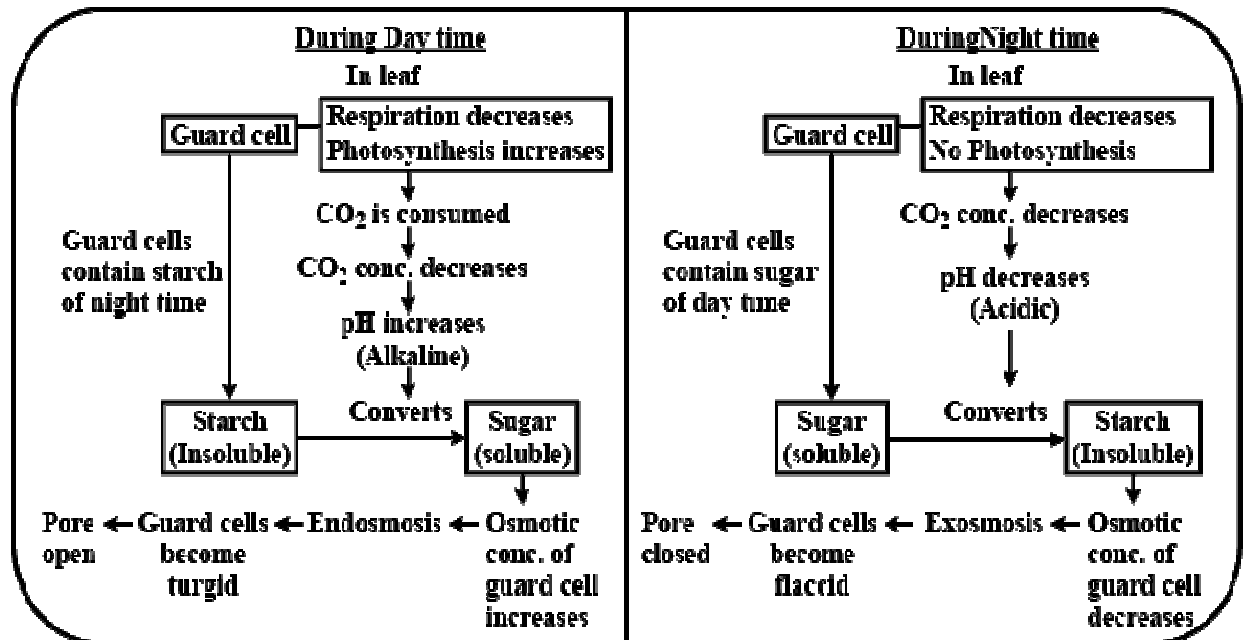 During Day time
In leaf
Guard cell
Respiration decreases
Photosynthesis increases
CO2 is consumed
CO2 conc. decreases
pH increases
(Alkaline)
Guard cells
contain starch
of night time
Converts
Starch
(Insoluble)
Sugar
(soluble)
Osmotic
conc. of
guard cell
increases
Endosmosis
Guard cells
become
turgid
Pore
open
DuringNight time
In leaf
Guard cell
Respiration decreases
No Photosynthesis
CO2 conc. decreases
pH decreases
(Acidic)
Guard cells
contain sugar
of day time
Converts
Sugar
(soluble)
Starch
(Insoluble)
Osmotic
conc. of
guard cell
decreases
Exosmosis
Guard cells
become
flaccid
Pore
closed